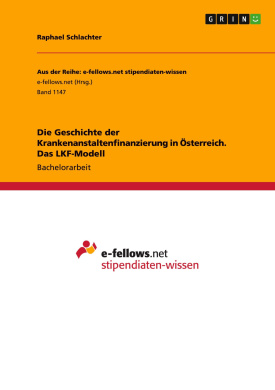 GRIN
Raphael Schlachter
Aus der Reihe: e-fellows.net stipendiaten-wissen
e-fellows.net (Hrsg.)
Band 1147
Die Geschichte der
Krankenanstaltenfinanzierung in Österreich.
Das LKF-Modell
Bachelorarbeit
e-fellows.net
stipendiaten-wissen